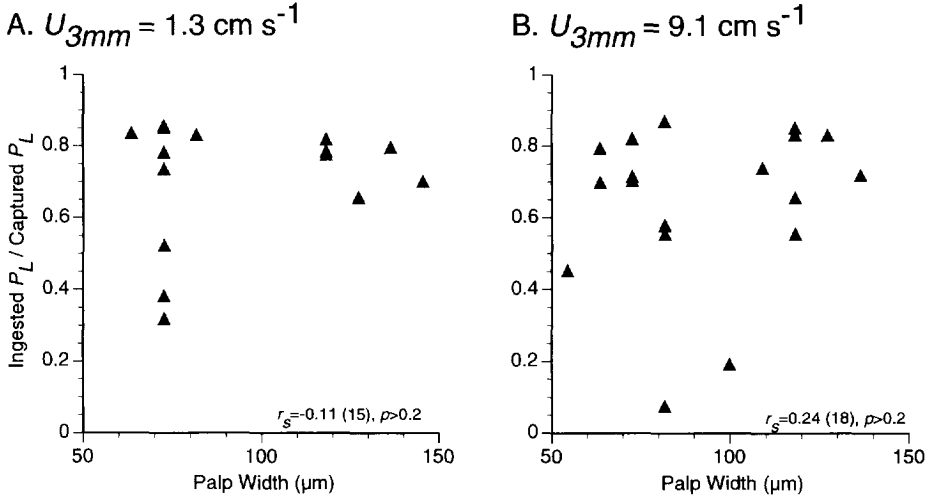 A. U3mm = 1.3 cm s-1
B. U3mm = 9.1 cm s-1
Ingested PL / Captured PL
1
0.8
0.6
0.4
0.2
0
50
100
150
Palp Width (µm)
rs=-0.11 (15), p>0.2
1
0.8
0.6
0.4
0.2
0
50
100
150
Palp Width (µm)
rs=0.24 (18), p>0.2